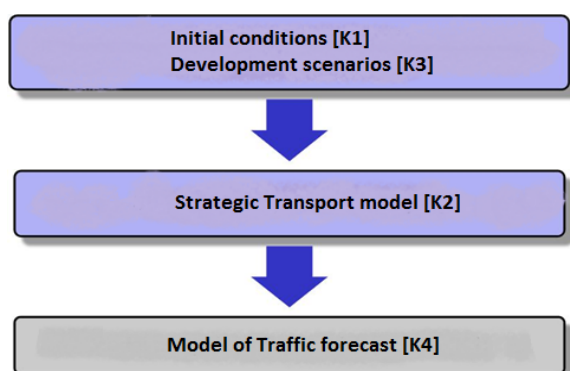 Initial conditions [K1]
Development scenarios [K3]
Strategic Transport model [K2]
Model of Traffic forecast [K4]